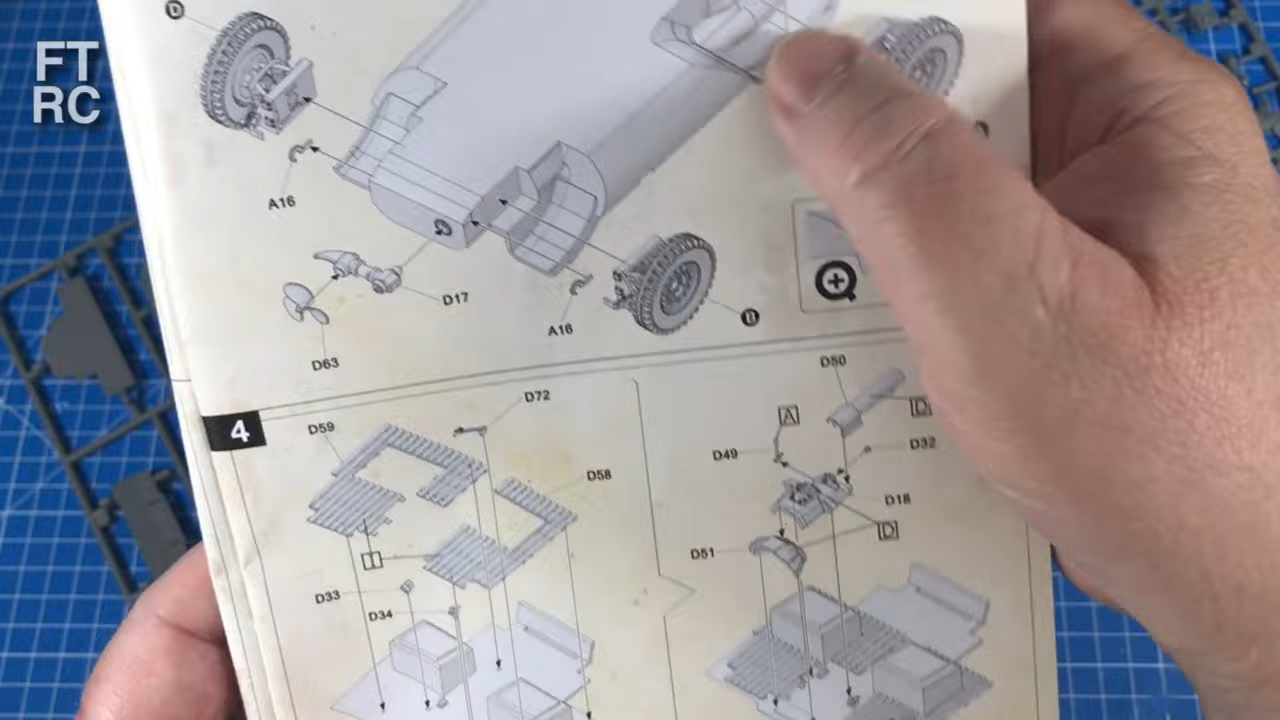 FT
RC
D
A16
D17
A16
B
D63
4
D59
D72
D58
D33
D34
D50
A
D
D49
D32
D18
D
D51